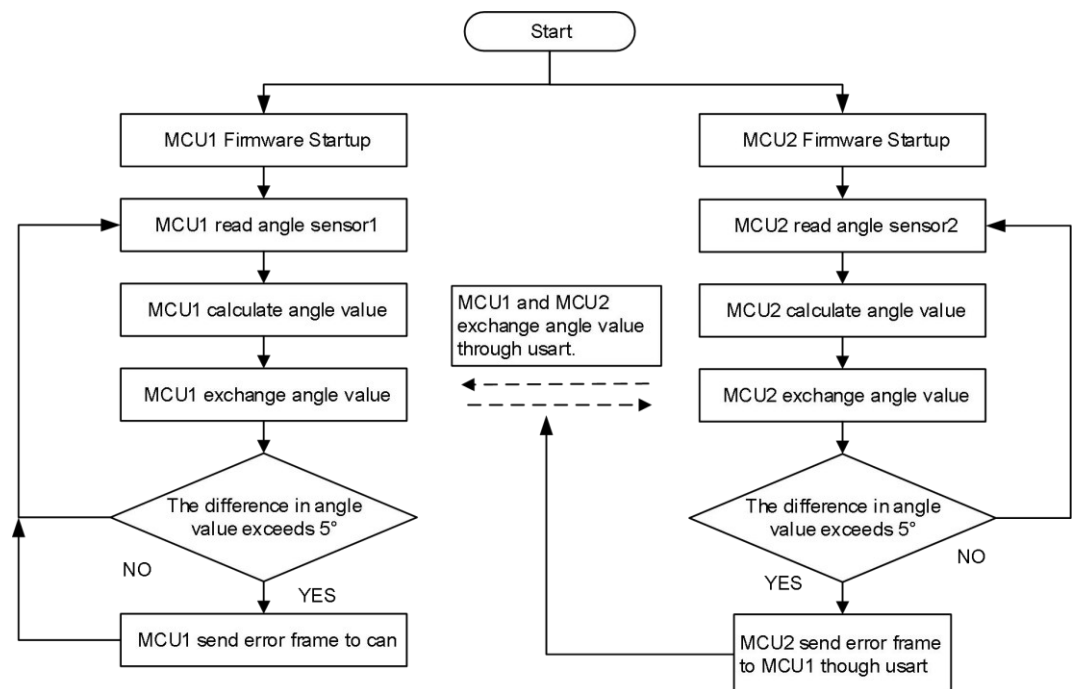 Start
MCU1 Firmware Startup
MCU2 Firmware Startup
MCU1 read angle sensor1
MCU2 read angle sensor2
MCU1 calculate angle value
MCU1 and MCU2
exchange angle value
through usart.
MCU2 calculate angle value
MCU1 exchange angle value
MCU2 exchange angle value
The difference in angle
value exceeds 5°
The difference in angle
value exceeds 5°
NO
YES
YES
NO
MCU1 send error frame to can
MCU2 send error frame
to MCU1 though usart